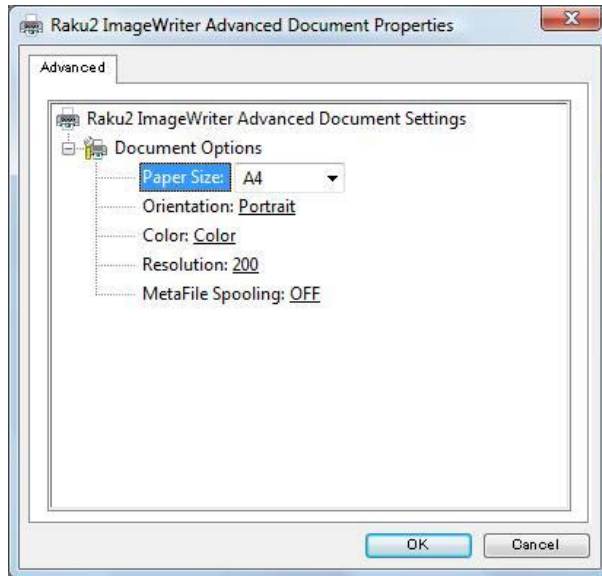 Raku2 ImageWriter Advanced Document Properties
Advanced
Raku2 ImageWriter Advanced Document Settings
Document Options
Paper Size: A4
Orientation: Portrait
Color: Color
Resolution: 200
MetaFile Spooling: OFF
OK Cancel